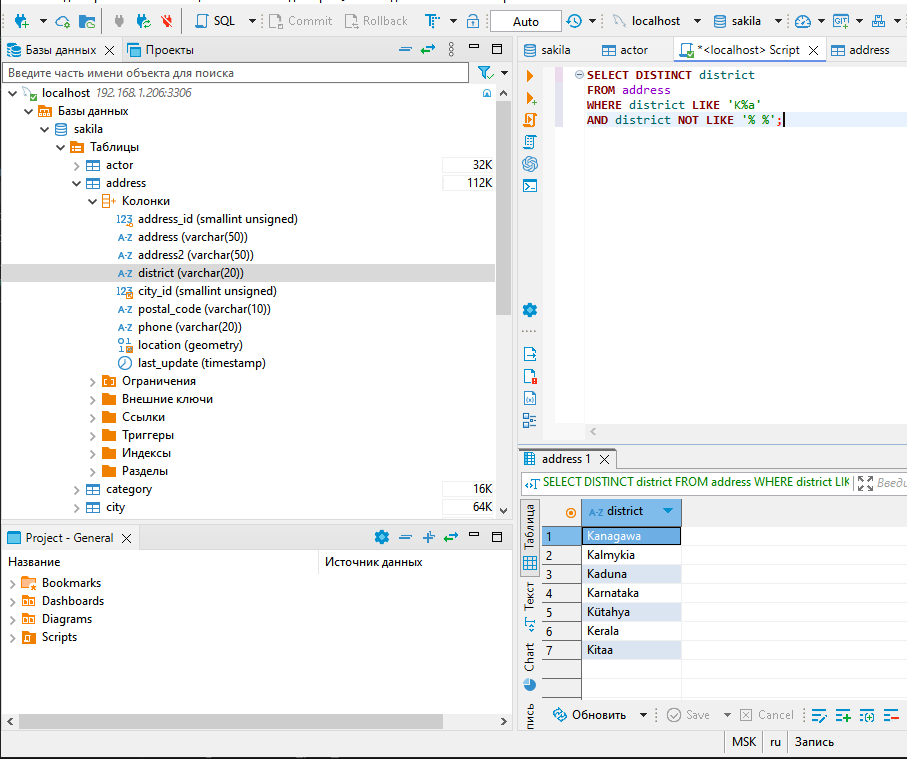 SQL Commit Rollback Auto localhost sakila
Базы данных Проекты
Введите часть имени объекта для поиска
localhost 192.168.1.206:3306
Базы данных
sakila
Таблицы
actor 32K
address 112K
Колонки
address_id (smallint unsigned)
address (varchar(50))
address2 (varchar(50))
district (varchar(20))
city_id (smallint unsigned)
postal_code (varchar(10))
phone (varchar(20))
location (geometry)
last_update (timestamp)
Ограничения
Внешние ключи
Ссылки
Триггеры
Индексы
Разделы
category 16K
city 64K
Project - General
Название Источник данных
Bookmarks
Dashboards
Diagrams
Scripts
sakila actor *<localhost> Script address
SELECT DISTINCT district
FROM address
WHERE district LIKE 'K%a'
AND district NOT LIKE '% %';
address 1
SELECT DISTINCT district FROM address WHERE district LIK Введи
Таблица
Текст
Chart
пись
district
1 Kanagawa
2 Kalmykia
3 Kaduna
4 Karnataka
5 Kütahya
6 Kerala
7 Kitaa
Обновить Save Cancel
MSK ru Запись